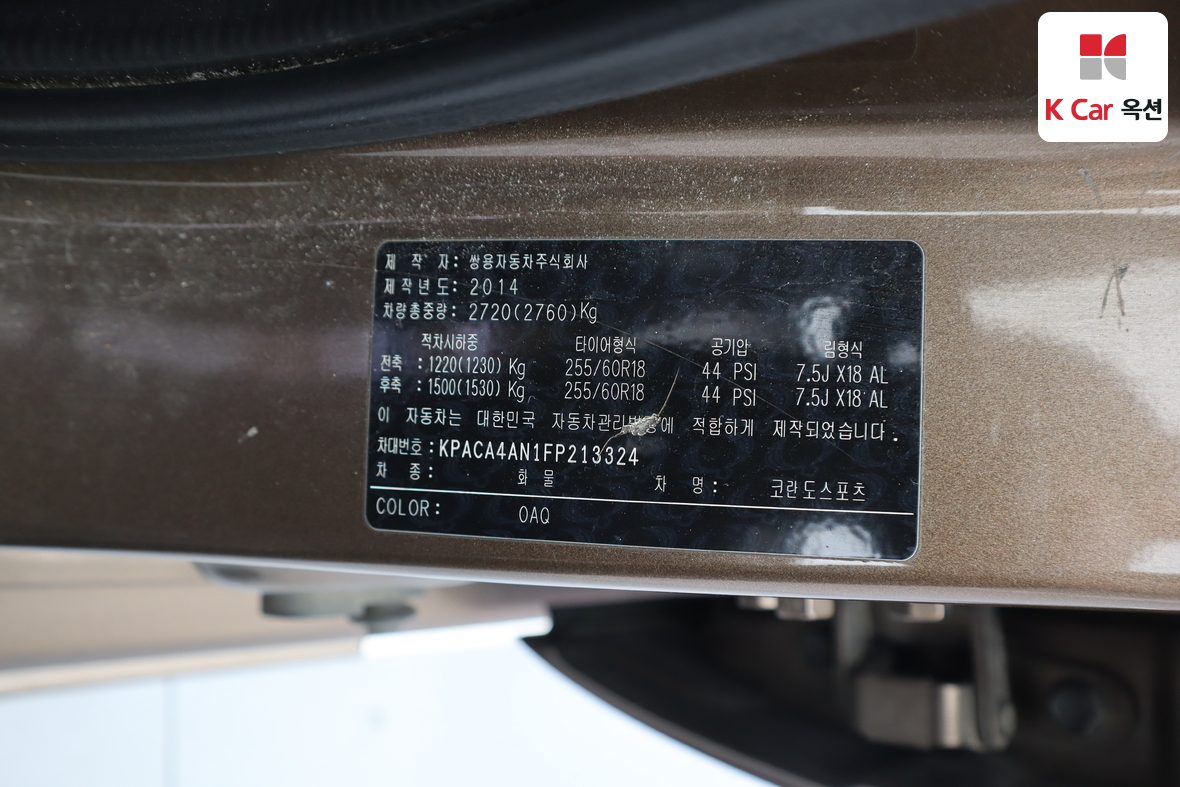 K Car 옥션
제 작 자: 쌍용자동차주식회사
제작년도: 2014
차량총중량: 2720(2760)Kg
적차시하중 타이어형식 공기압 림형식
전축 : 1220(1230) Kg 255/60R18 44 PSI 7.5J X18 AL
후축 : 1500(1530) Kg 255/60R18 44 PSI 7.5J X18 AL
이 자동차는 대한민국 자동차관리법령에 적합하게 제작되었습니다.
차대번호 : KPACA4AN1FP213324
차 종: 화 물 차 명: 코란도스포츠
COLOR: OAQ